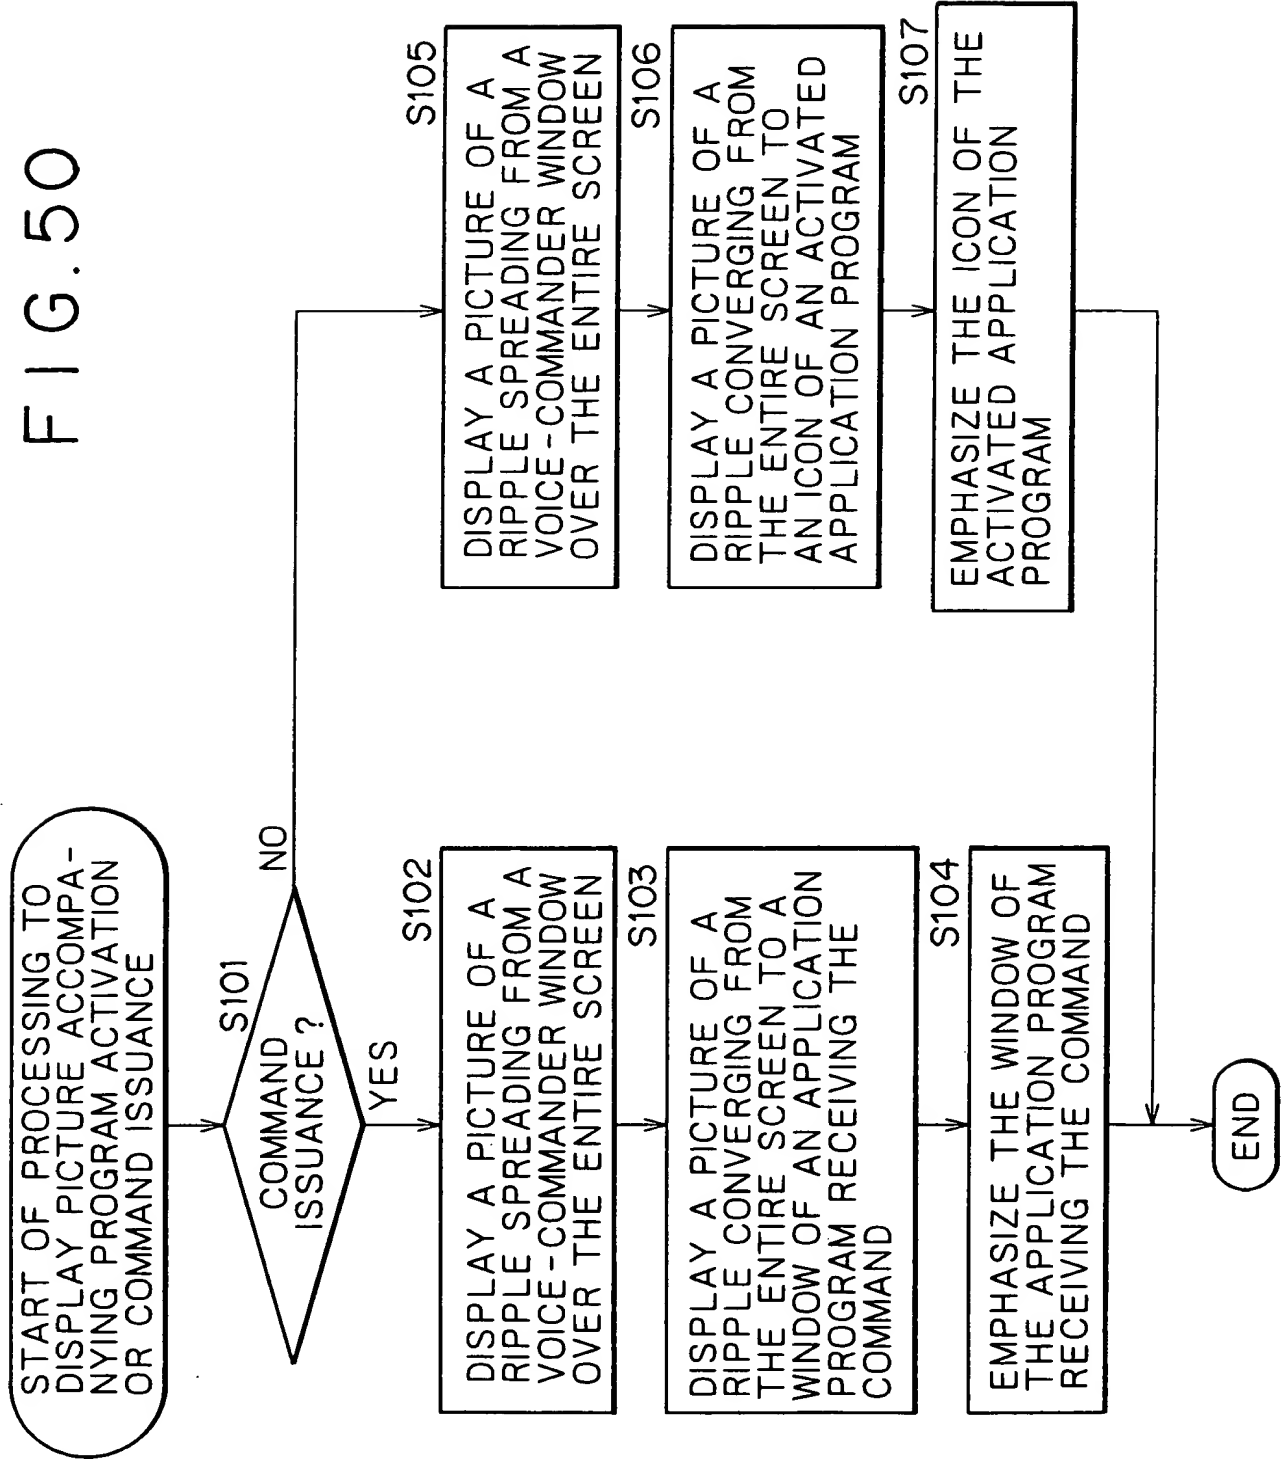 FIG.50
START OF PROCESSING TO
DISPLAY PICTURE ACCOMPA-
NYING PROGRAM ACTIVATION
OR COMMAND ISSUANCE
S101
COMMAND
ISSUANCE?
NO
YES
S102
DISPLAY A PICTURE OF A
RIPPLE SPREADING FROM A
VOICE-COMMANDER WINDOW
OVER THE ENTIRE SCREEN
S103
DISPLAY A PICTURE OF A
RIPPLE CONVERGING FROM
THE ENTIRE SCREEN TO A
WINDOW OF AN APPLICATION
PROGRAM RECEIVING THE
COMMAND
S104
EMPHASIZE THE WINDOW OF
THE APPLICATION PROGRAM
RECEIVING THE COMMAND
S105
DISPLAY A PICTURE OF A
RIPPLE SPREADING FROM A
VOICE-COMMANDER WINDOW
OVER THE ENTIRE SCREEN
S106
DISPLAY A PICTURE OF A
RIPPLE CONVERGING FROM
THE ENTIRE SCREEN TO
AN ICON OF AN ACTIVATED
APPLICATION PROGRAM
S107
EMPHASIZE THE ICON OF THE
ACTIVATED APPLICATION
PROGRAM
END